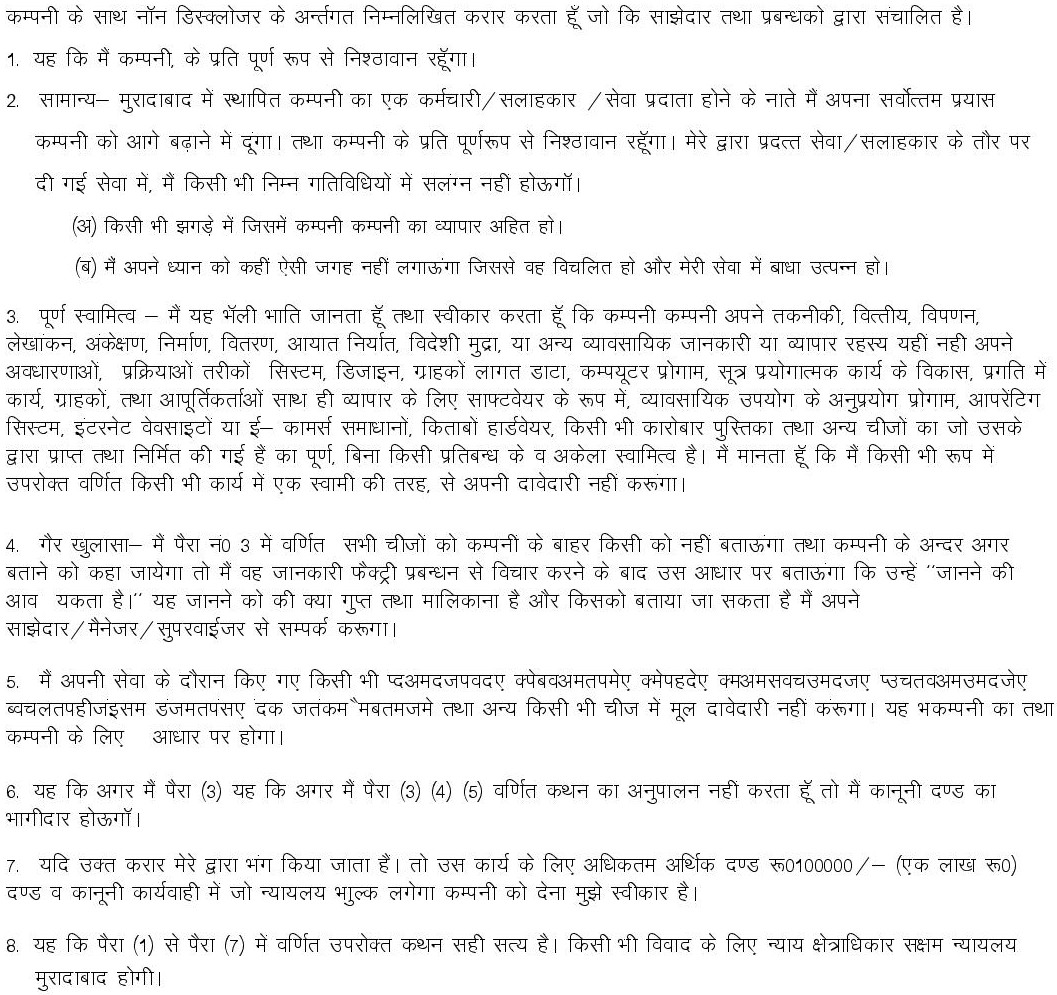 कम्पनी के साथ नॉन डिस्क्लोजर के अर्न्तगत निम्नलिखित करार करता हूँ जो कि साझेदार तथा प्रबन्धको द्वारा संचालित है।
1. यह कि मैं कम्पनी, के प्रति पूर्ण रूप से निश्ठावान रहूँगा।
2. सामान्य– मुरादाबाद में स्थापित कम्पनी का एक कर्मचारी/सलाहकार /सेवा प्रदाता होने के नाते मैं अपना सर्वोत्तम प्रयास
कम्पनी को आगे बढ़ाने में दूंगा। तथा कम्पनी के प्रति पूर्णरूप से निश्ठावान रहूँगा। मेरे द्वारा प्रदत्त सेवा/सलाहकार के तौर पर
दी गई सेवा में, मैं किसी भी निम्न गतिविधियों में सलंग्न नहीं होऊगॉ।
(अ) किसी भी झगड़े में जिसमें कम्पनी कम्पनी का व्यापार अहित हो।
(ब) मैं अपने ध्यान को कहीं ऐसी जगह नहीं लगाऊंगा जिससे वह विचलित हो और मेरी सेवा में बाधा उत्पन्न हो।
3. पूर्ण स्वामित्व – मैं यह भॅली भाति जानता हूँ तथा स्वीकार करता हूँ कि कम्पनी कम्पनी अपने तकनीकी, वित्तीय, विपणन,
लेखांकन, अंकेक्षण, निर्माण, वितरण, आयात निर्यात, विदेशी मुद्रा, या अन्य व्यावसायिक जानकारी या व्यापार रहस्य यहीं नही अपने
अवधारणाओं, प्रक्रियाओं तरीकों सिस्टम, डिजाइन, ग्राहकों लागत डाटा, कम्पयूटर प्रोगाम, सूत्र प्रयोगात्मक कार्य के विकास, प्रगति में
कार्य, ग्राहकों, तथा आपूर्तिकर्ताओं साथ ही व्यापार के लिए साफ्टवेयर के रूप में, व्यावसायिक उपयोग के अनुप्रयोग प्रोगाम, आपरेंटिग
सिस्टम, इंटरनेट वेवसाइटों या ई– कामर्स समाधानों, किताबों हार्डवेयर, किसी भी कारोबार पुस्तिका तथा अन्य चीजों का जो उसके
द्वारा प्राप्त तथा निर्मित की गई हैं का पूर्ण, बिना किसी प्रतिबन्ध के व अकेला स्वामित्व है। मैं मानता हूँ कि मैं किसी भी रूप में
उपरोक्त वर्णित किसी भी कार्य में एक स्वामी की तरह, से अपनी दावेदारी नहीं करूंगा।
4. गैर खुलासा– मैं पैरा नं0 3 में वर्णित सभी चीजों को कम्पनीं के बाहर किसी को नहीं बताऊंगा तथा कम्पनी के अन्दर अगर
बताने को कहा जायेगा तो मैं वह जानकारी फैक्ट्री प्रबन्धन से विचार करने के बाद उस आधार पर बताऊंगा कि उन्हें ‘‘जानने की
आव यकता है।’’ यह जानने को की क्या गुप्त तथा मालिकाना है और किसको बताया जा सकता है मैं अपने
साझेदार/मैनेजर/सुपरवाईजर से सम्पर्क करूगा।
5. मैं अपनी सेवा के दौरान किए गए किसी भी प्दअमदजपवदए क्पेबवअमतपमेए क्मेपहदेए क्मअमसवचउमदजए प्उचतवअमउमदजेए
ब्वचलतपहीजंइसम डंजमतपंसए ंदक जतंकम ैमबतमजमे तथा अन्य किसी भी चीज में मूल दावेदारी नहीं करूंगा। यह भकम्पनी का तथा
कम्पनी के लिए आधार पर होगा।
6. यह कि अगर मैं पैरा (3) यह कि अगर मैं पैरा (3) (4) (5) वर्णित कथन का अनुपालन नहीं करता हूँ तो मैं कानूनी दण्ड का
भागीदार होऊगॉ।
7. यदि उक्त करार मेरे द्वारा भंग किया जाता हैं। तो उस कार्य के लिए अधिकतम अर्थिक दण्ड रू0100000/– (एक लाख रू0)
दण्ड व कानूनी कार्यवाही में जो न्यायलय भाुल्क लगेगा कम्पनी को देना मुझे स्वीकार है।
8. यह कि पैरा (1) से पैरा (7) में वर्णित उपरोक्त कथन सही सत्य है। किसी भी विवाद के लिए न्याय क्षेत्राधिकार सक्षम न्यायलय
मुरादाबाद होगी।